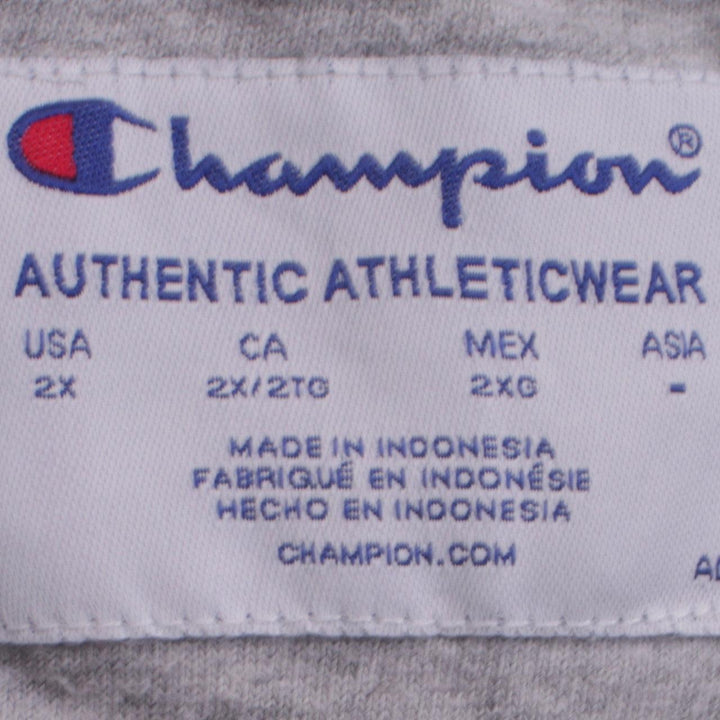 Champion®
AUTHENTIC ATHLETICWEAR
USA CA MEX ASIA
2X 2X/2TG 2XG -
MADE IN INDONESIA
FABRIQUÉ EN INDONÉSIE
HECHO EN INDONESIA
CHAMPION.COM